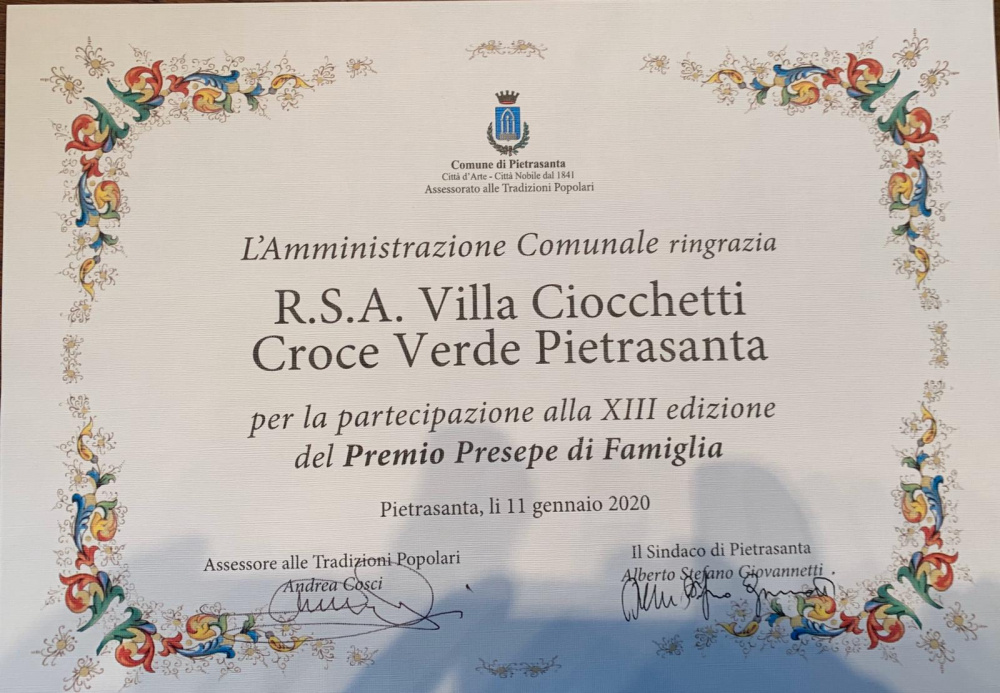 Comune di Pietrasanta
Città d'Arte - Città Nobile dal 1841
Assessorato alle Tradizioni Popolari
L'Amministrazione Comunale ringrazia
R.S.A. Villa Ciocchetti
Croce Verde Pietrasanta
per la partecipazione alla XIII edizione
del Premio Presepe di Famiglia
Pietrasanta, li 11 gennaio 2020
Assessore alle Tradizioni Popolari
Andrea Cosci
Il Sindaco di Pietrasanta
Alberto Stefano Giovannetti